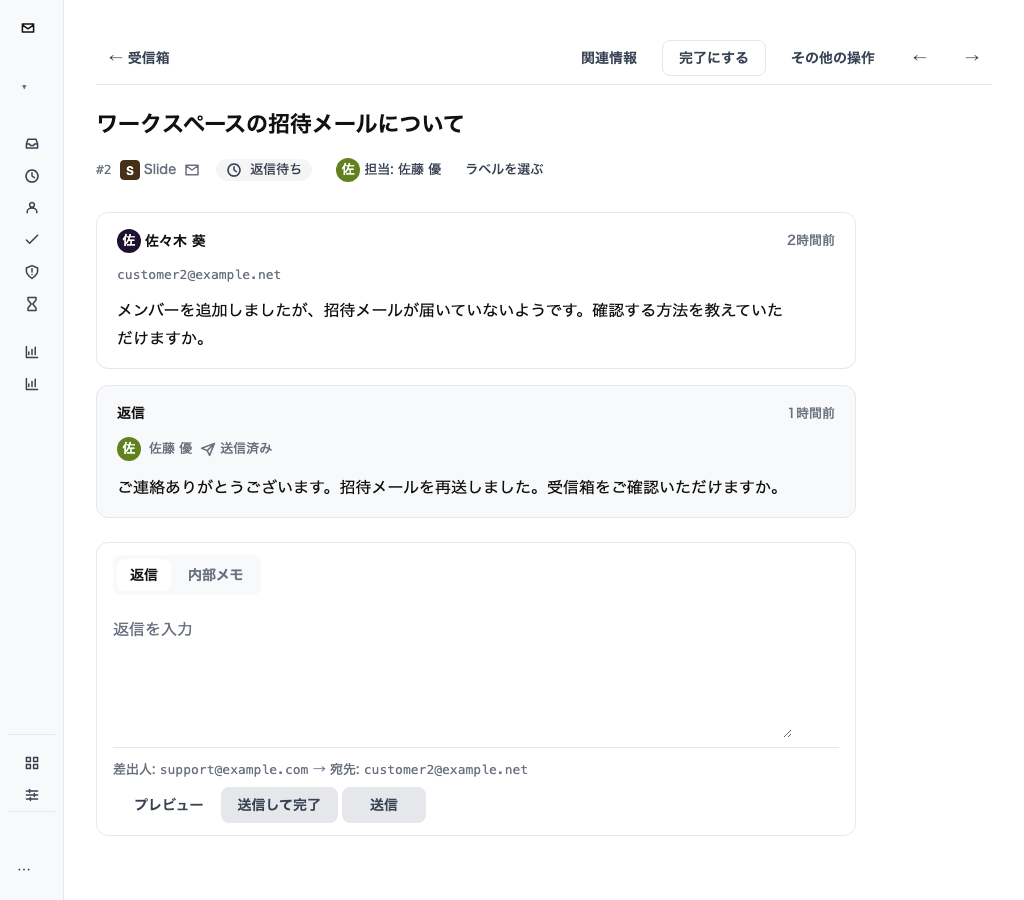 ← 受信箱
関連情報
完了にする
その他の操作
←
→
ワークスペースの招待メールについて
#2 S Slide 返信待ち 佐 担当: 佐藤 優 ラベルを選ぶ
佐 佐々木 葵 2時間前
customer2@example.net
メンバーを追加しましたが、招待メールが届いていないようです。確認する方法を教えていた
だけますか。
返信 1時間前
佐 佐藤 優 送信済み
ご連絡ありがとうございます。招待メールを再送しました。受信箱をご確認いただけますか。
返信 内部メモ
返信を入力
差出人: support@example.com → 宛先: customer2@example.net
プレビュー 送信して完了 送信
…